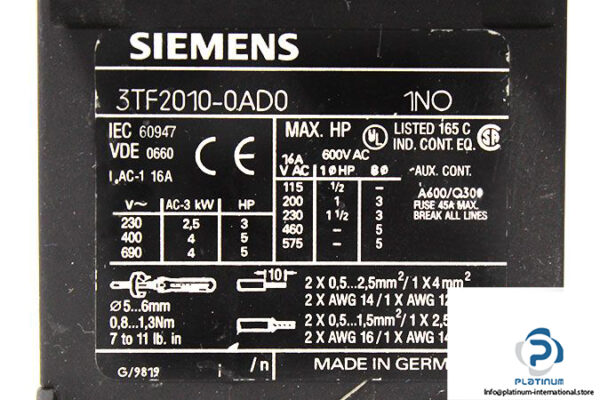 SIEMENS
3TF2010-0AD0 1NO
IEC 60947
VDE 0660
I AC-1 16A
CE
V~ AC-3 kW HP
230 2,5 3
400 4 5
690 4 5
MAX. HP UL LISTED 165 C SA
600V AC IND. CONT. EQ.
16A
V AC 1ØHP 3Ø
115 1/2 –
200 1 3
230 1 1/2 3
460 – 5
575 – 5
AUX. CONT.
A600/Q300
FUSE 45A MAX.
BREAK ALL LINES
Ø5...6mm
0,8...1,3Nm
7 to 11 lb. in
10
2 X 0,5...2,5mm²/1 X 4mm²
2 X AWG 14/1 X AWG 12
2 X 0,5...1,5mm²/1 X 2,5
2 X AWG 16/1 X AWG 14
G/9819 /n MADE IN GERM
PLATINUM
Info@platinum-international.store